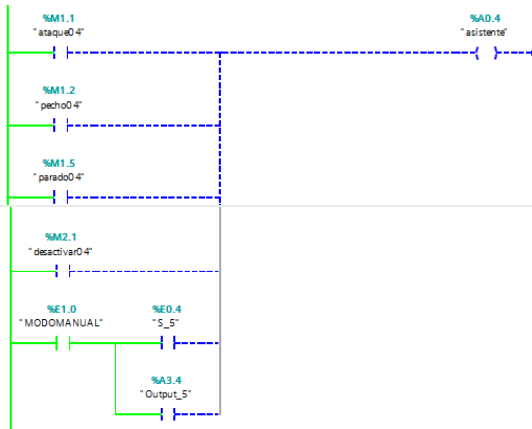 %M1.1
"ataque04"
%A0.4
"asistente"
%M1.2
"pecho04"
%M1.5
"parado04"
%M2.1
"desactivar04"
%E1.0
"MODOMANUAL"
%E0.4
"S_5"
%A3.4
"Output_5"